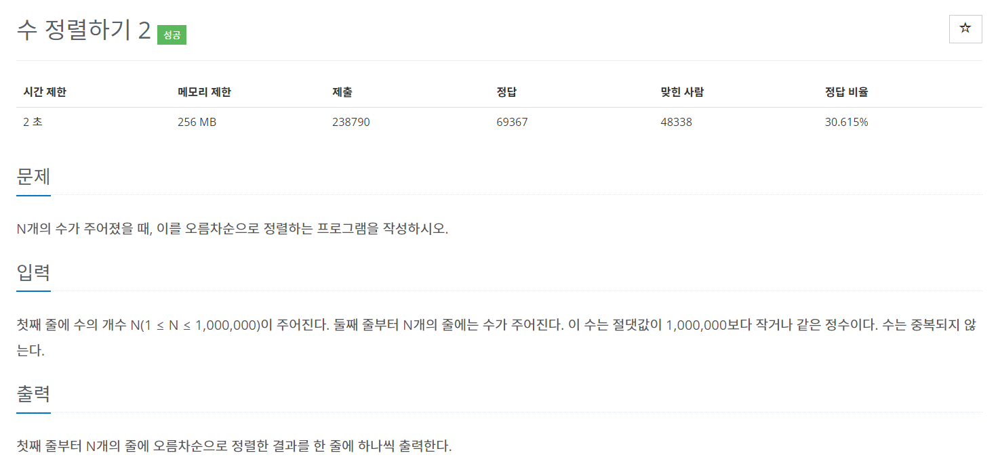 수 정렬하기 2 성공
☆
시간 제한 메모리 제한 제출 정답 맞힌 사람 정답 비율
2 초 256 MB 238790 69367 48338 30.615%
문제
N개의 수가 주어졌을 때, 이를 오름차순으로 정렬하는 프로그램을 작성하시오.
입력
첫째 줄에 수의 개수 N(1 ≤ N ≤ 1,000,000)이 주어진다. 둘째 줄부터 N개의 줄에는 수가 주어진다. 이 수는 절댓값이 1,000,000보다 작거나 같은 정수이다. 수는 중복되지 않
는다.
출력
첫째 줄부터 N개의 줄에 오름차순으로 정렬한 결과를 한 줄에 하나씩 출력한다.